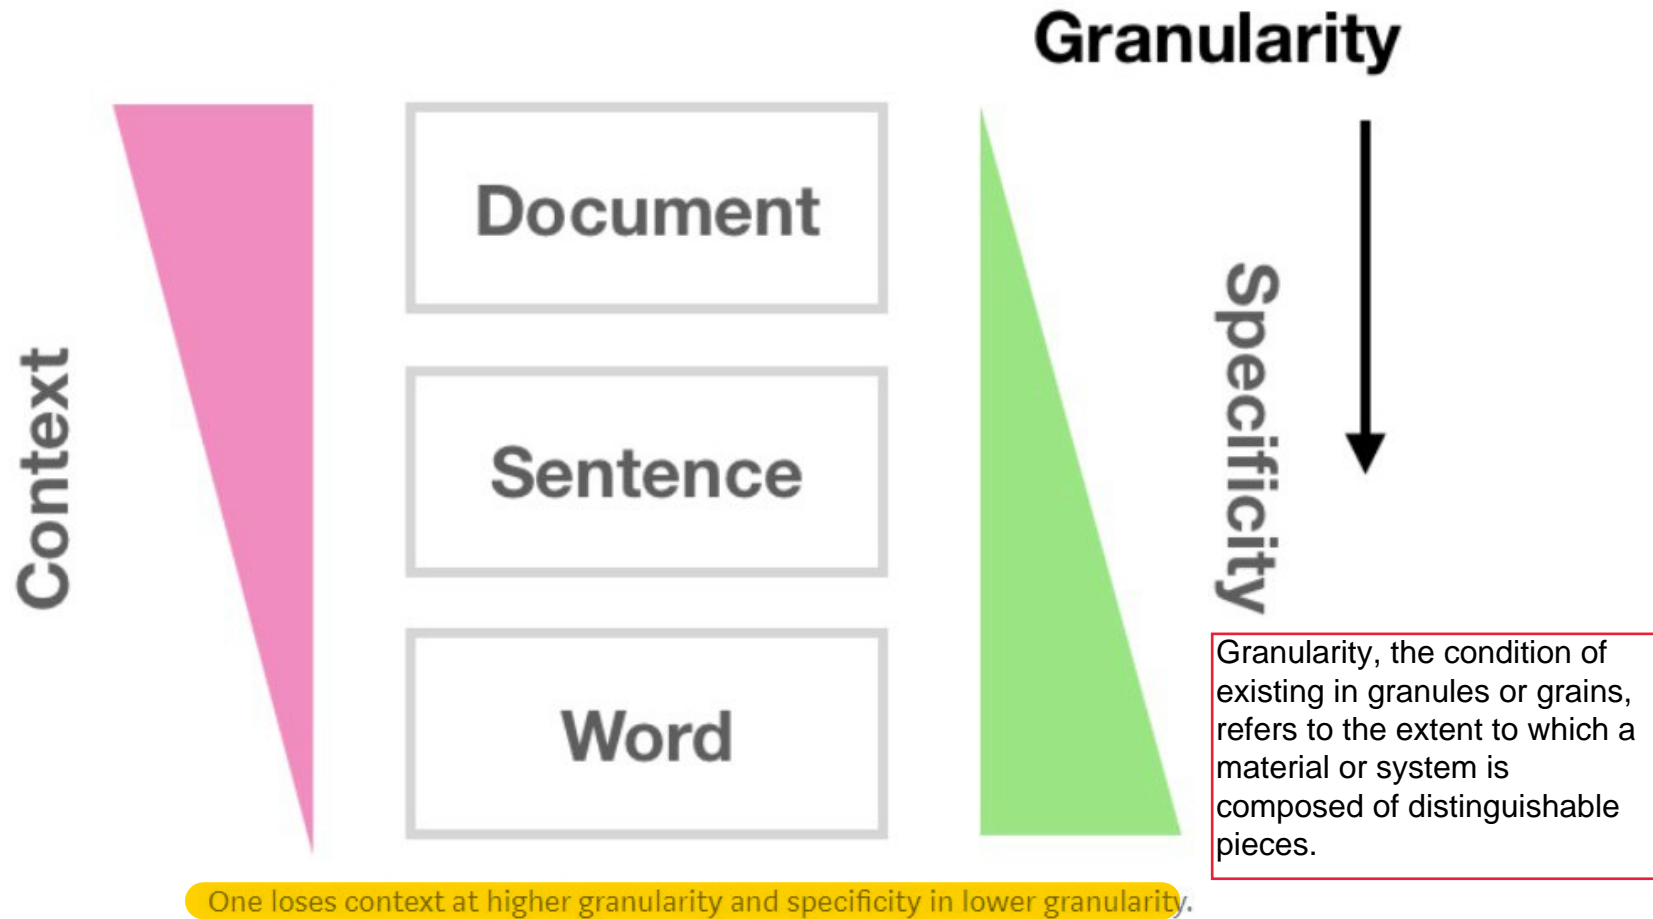 Granularity
Document
Context
Sentence
Specificity
Word
Granularity, the condition of
existing in granules or grains,
refers to the extent to which a
material or system is
composed of distinguishable
pieces.
One loses context at higher granularity and specificity in lower granularity.